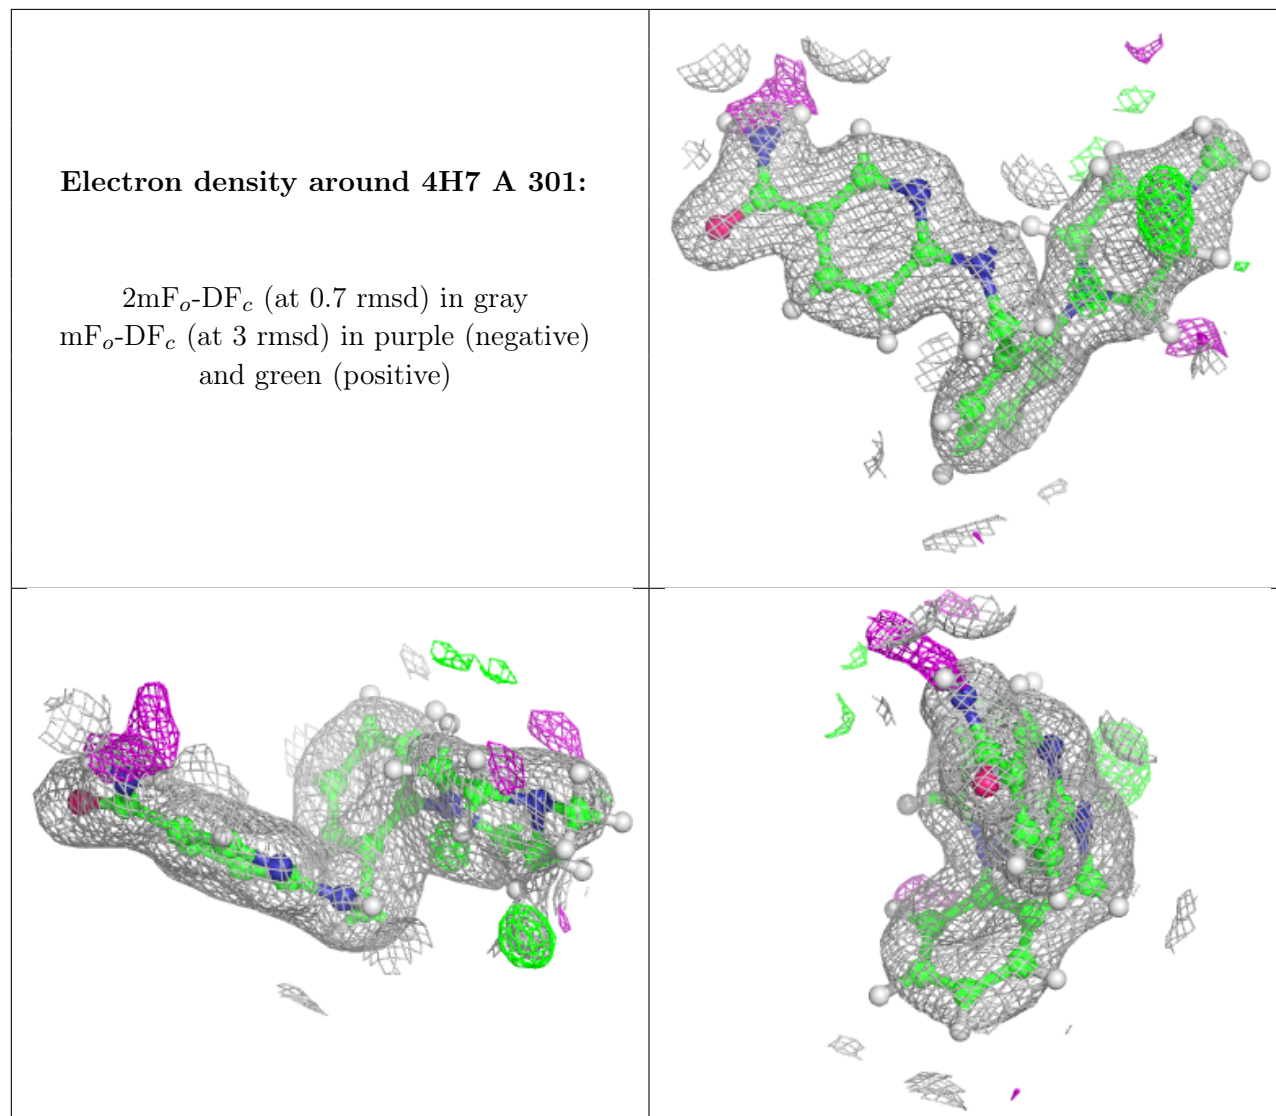 Electron density around 4H7 A 301:
2mFo-DFc (at 0.7 rmsd) in gray
mFo-DFc (at 3 rmsd) in purple (negative)
and green (positive)